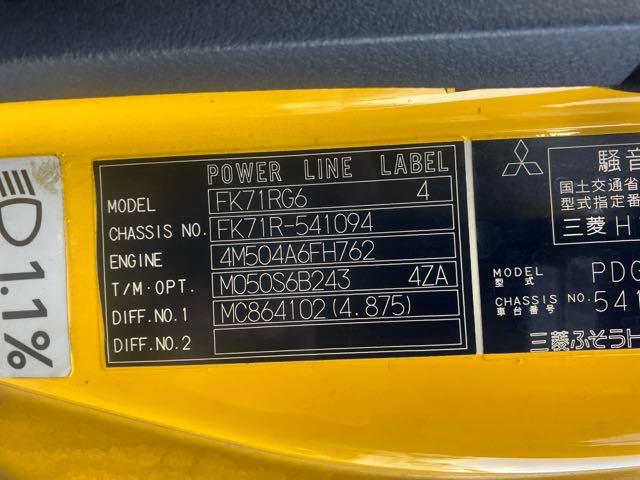 POWER LINE LABEL
MODEL FK71RG6 4
CHASSIS NO. FK71R-541094
ENGINE 4M504A6FH762
T/M·OPT. M050S6B243 4ZA
DIFF.NO.1 MC864102(4.875)
DIFF.NO.2
1.1%
騒音
国土交通省
型式指定番
三菱 H
MODEL PDG
型式
CHASSIS NO. 541
車台番号
三菱ふそうト